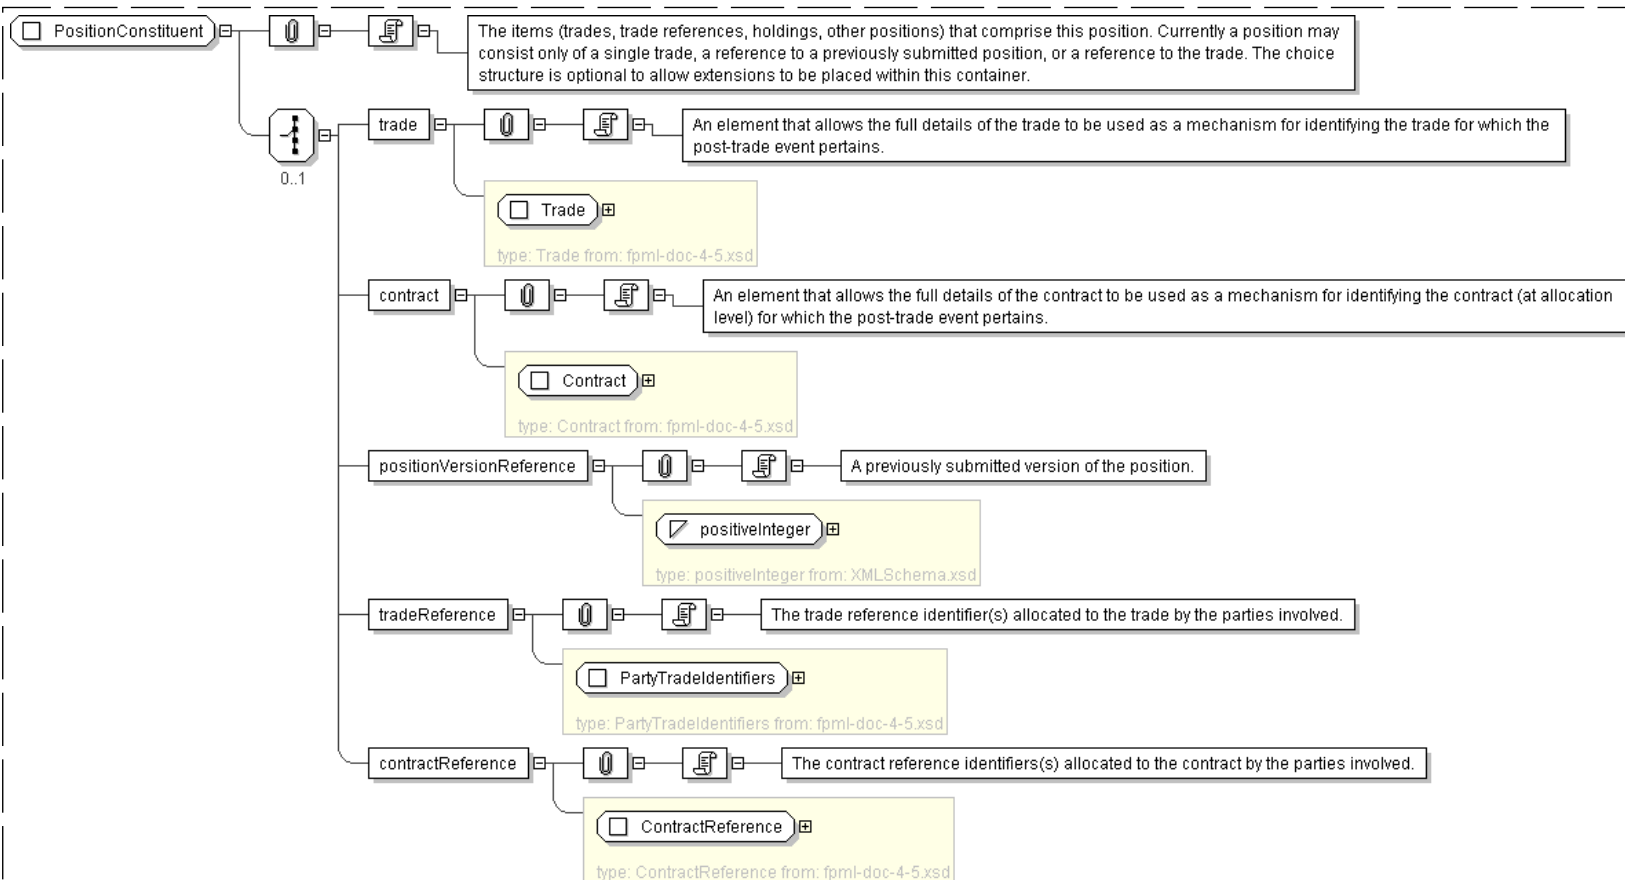 PositionConstituent
The items (trades, trade references, holdings, other positions) that comprise this position. Currently a position may
consist only of a single trade, a reference to a previously submitted position, or a reference to the trade. The choice
structure is optional to allow extensions to be placed within this container.
0..1
trade
An element that allows the full details of the trade to be used as a mechanism for identifying the trade for which the
post-trade event pertains.
Trade
type: Trade from: fpml-doc-4-5.xsd
contract
An element that allows the full details of the contract to be used as a mechanism for identifying the contract (at allocation
level) for which the post-trade event pertains.
Contract
type: Contract from: fpml-doc-4-5.xsd
positionVersionReference
A previously submitted version of the position.
positiveInteger
type: positiveInteger from: XMLSchema.xsd
tradeReference
The trade reference identifier(s) allocated to the trade by the parties involved.
PartyTradeIdentifiers
type: PartyTradeIdentifiers from: fpml-doc-4-5.xsd
contractReference
The contract reference identifiers(s) allocated to the contract by the parties involved.
ContractReference
type: ContractReference from: fpml-doc-4-5.xsd